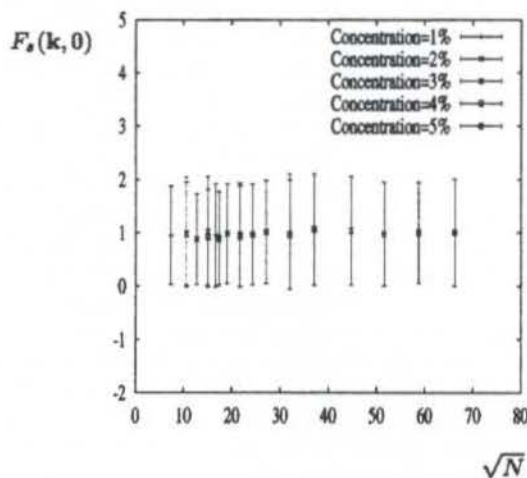 F_s(k, 0)
5
4
3
2
1
0
-1
-2
Concentration=1%
Concentration=2%
Concentration=3%
Concentration=4%
Concentration=5%
0 10 20 30 40 50 60 70 80
√N